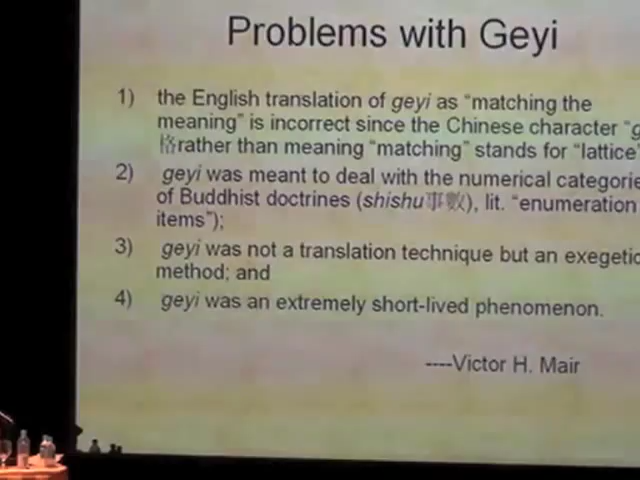 Problems with Geyi
1) the English translation of geyi as “matching the
meaning” is incorrect since the Chinese character “g
格rather than meaning “matching” stands for “lattice”
2) geyi was meant to deal with the numerical categorie
of Buddhist doctrines (shishu事數), lit. “enumeration
items”);
3) geyi was not a translation technique but an exegetic
method; and
4) geyi was an extremely short-lived phenomenon.
----Victor H. Mair